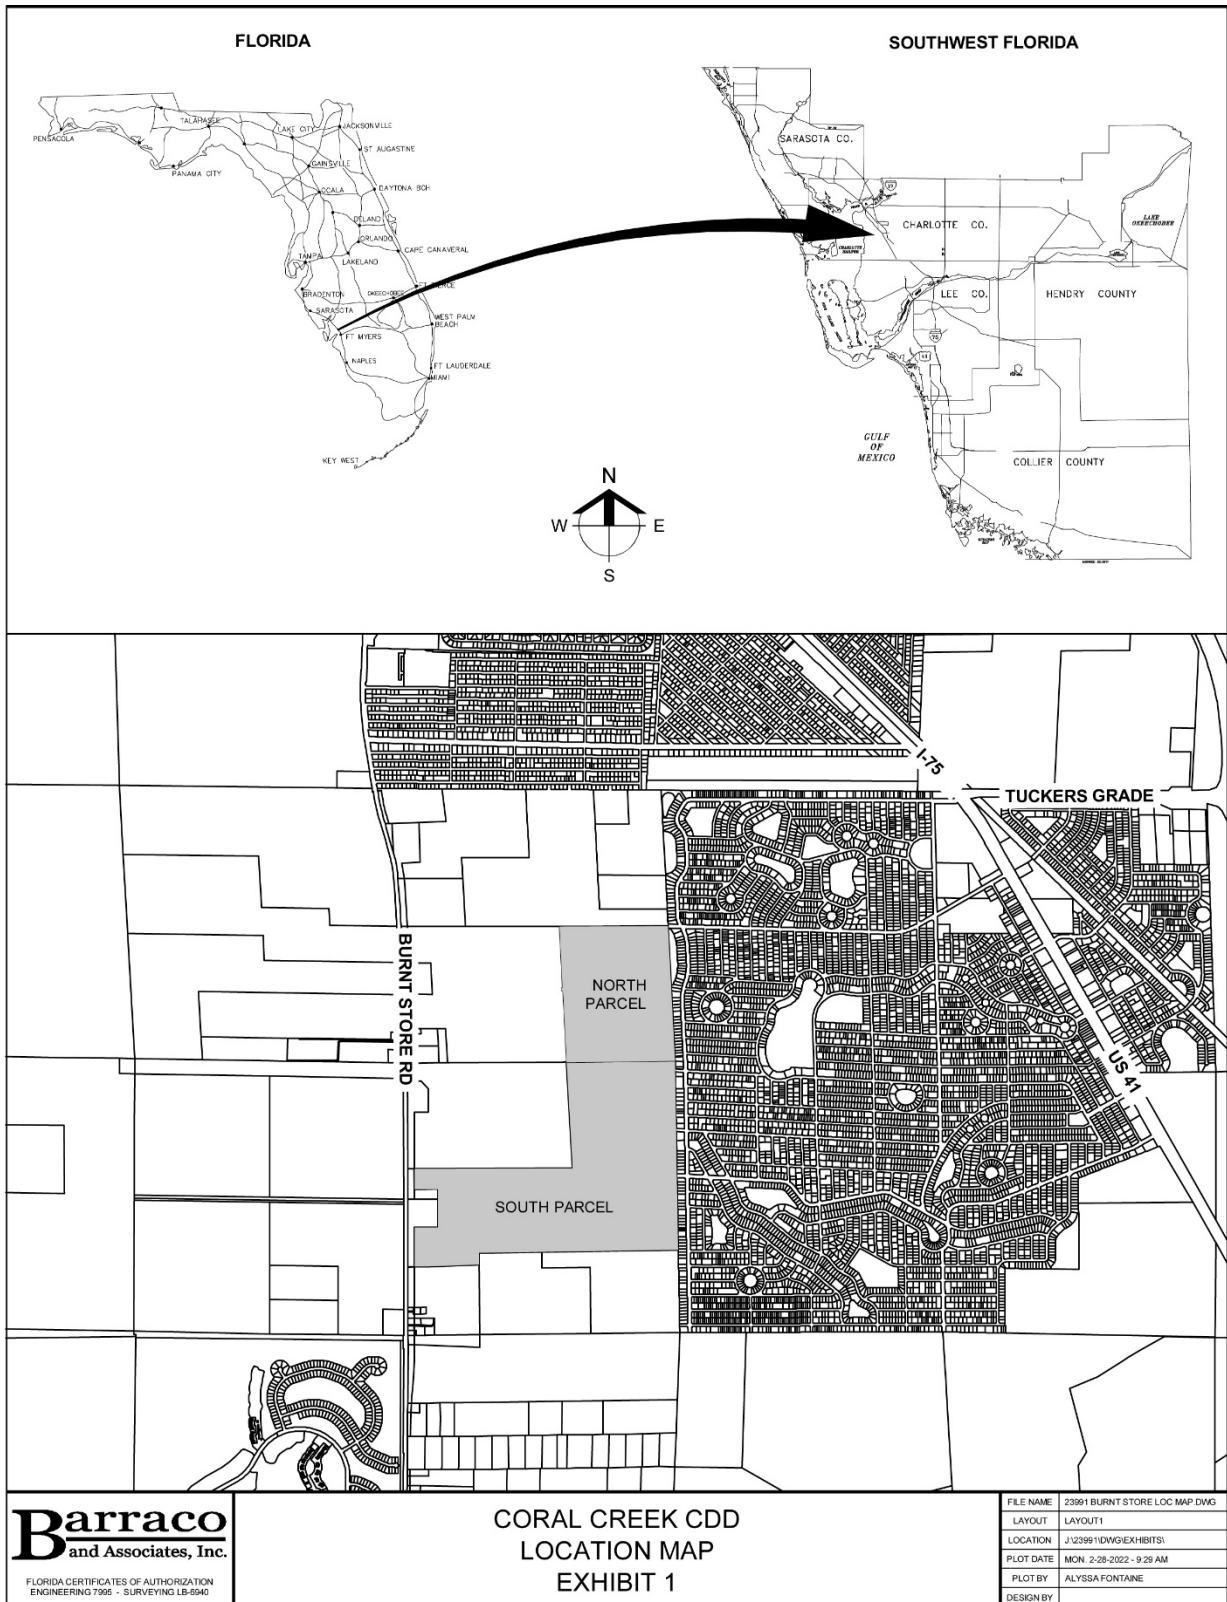 FLORIDA
SOUTHWEST FLORIDA
PENSACOLA
TALAHASEE
PANAMA CITY
LAKE CITY
JACKSONVILLE
ST AUGUSTINE
GAINSVILLE
OCALA
DAYTONA BCH
DELAND
ORLANDO
CAPE CANAVERAL
TAMPA
LAKELAND
BRADENTON
OKEECHOBEE
FT PIERCE
SARASOTA
WEST PALM
BEACH
FT MYERS
NAPLES
FT LAUDERDALE
MIAMI
KEY WEST
SARASOTA CO.
CHARLOTTE CO.
CHARLOTTE
HARBOR
LAKE
OKEECHOBEE
LEE CO.
HENDRY COUNTY
75
41
GULF
OF
MEXICO
COLLIER COUNTY
N
W E
S
I-75
TUCKERS GRADE
BURNT STORE RD
NORTH
PARCEL
US 41
SOUTH PARCEL
Barraco
and Associates, Inc.
FLORIDA CERTIFICATES OF AUTHORIZATION
ENGINEERING 7995 - SURVEYING LB-6940
CORAL CREEK CDD
LOCATION MAP
EXHIBIT 1
FILE NAME 23991 BURNT STORE LOC MAP.DWG
LAYOUT LAYOUT1
LOCATION J:\23991\DWG\EXHIBITS\
PLOT DATE MON. 2-28-2022 - 9:29 AM
PLOT BY ALYSSA FONTAINE
DESIGN BY